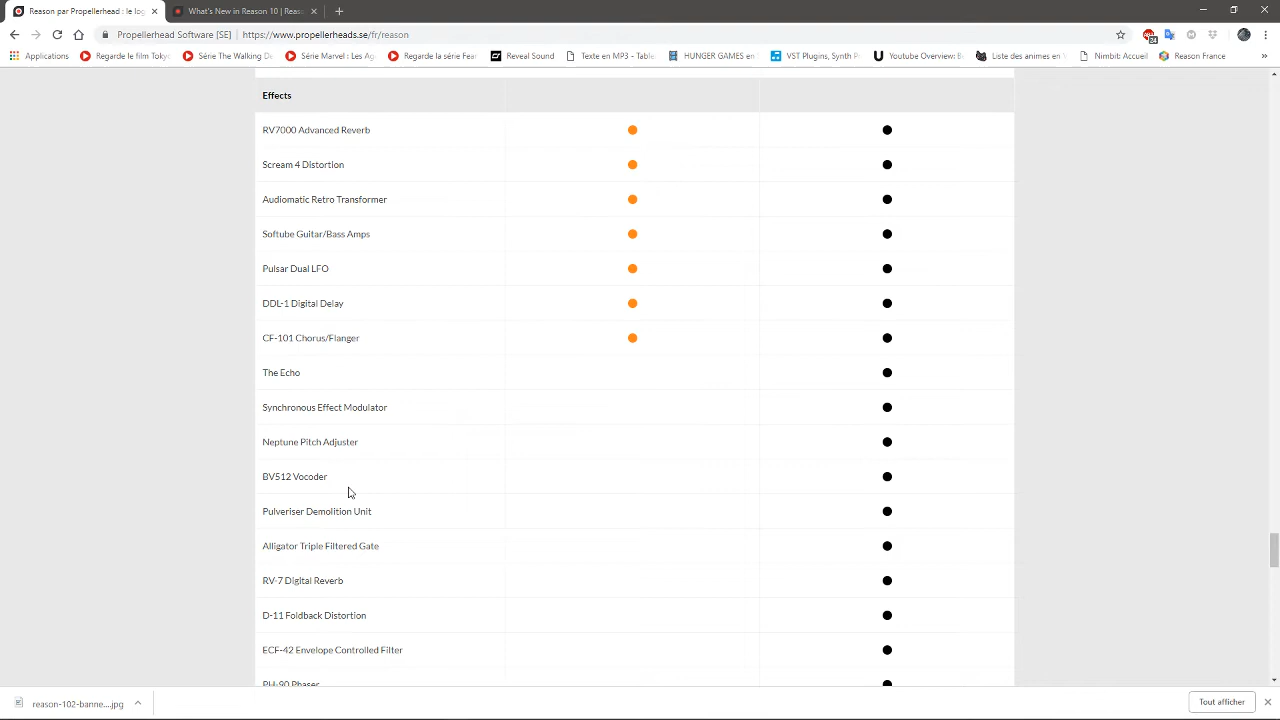 Reason par Propellerhead : le log
What's New in Reason 10 | Reas
Propellerhead Software [SE] | https://www.propellerheads.se/fr/reason
24
Applications
Regarde le film Toky
Série The Walking De
Série Marvel : Les Ag
Regarde la série Fear
Reveal Sound
Texte en MP3 - Table
HUNGER GAMES en
VST Plugins, Synth P
Youtube Overview: B
Liste des animes en
Nimbit: Accueil
Reason France
Effects
RV7000 Advanced Reverb
Scream 4 Distortion
Audiomatic Retro Transformer
Softube Guitar/Bass Amps
Pulsar Dual LFO
DDL-1 Digital Delay
CF-101 Chorus/Flanger
The Echo
Synchronous Effect Modulator
Neptune Pitch Adjuster
BV512 Vocoder
Pulveriser Demolition Unit
Alligator Triple Filtered Gate
RV-7 Digital Reverb
D-11 Foldback Distortion
ECF-42 Envelope Controlled Filter
PH-90 Phaser
reason-102-banne....jpg
Tout afficher